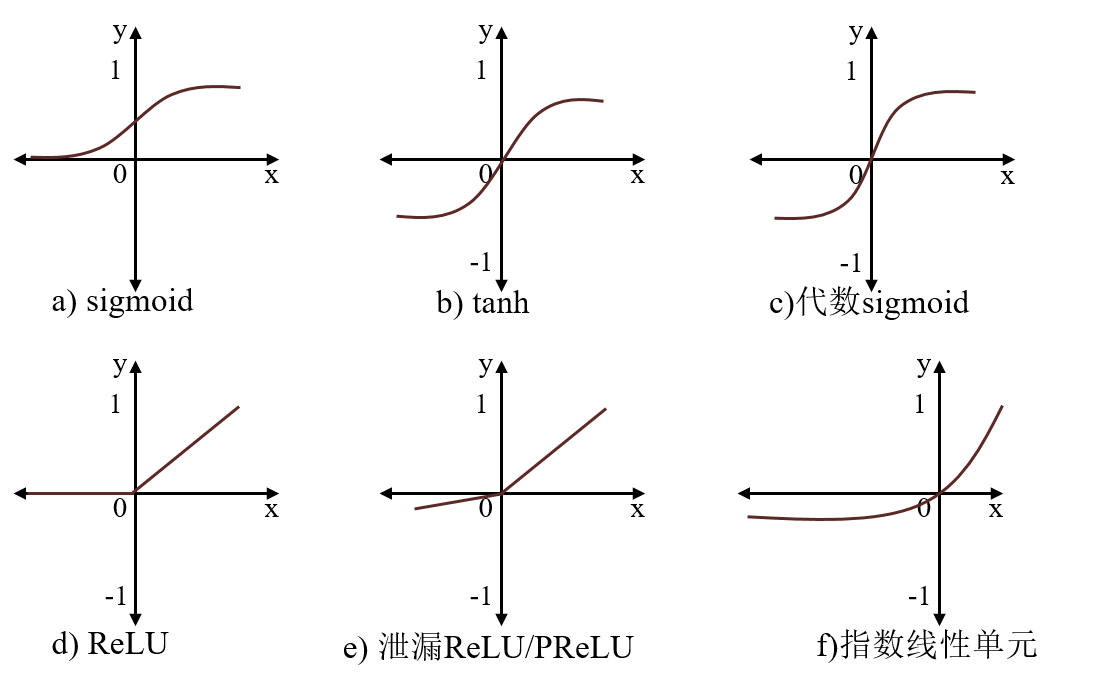 y
1
0
x
a) sigmoid
y
1
0
x
-1
b) tanh
y
1
0
x
-1
c)代数sigmoid
y
1
0
x
-1
d) ReLU
y
1
0
x
-1
e) 泄漏ReLU/PReLU
y
1
0
x
-1
f)指数线性单元